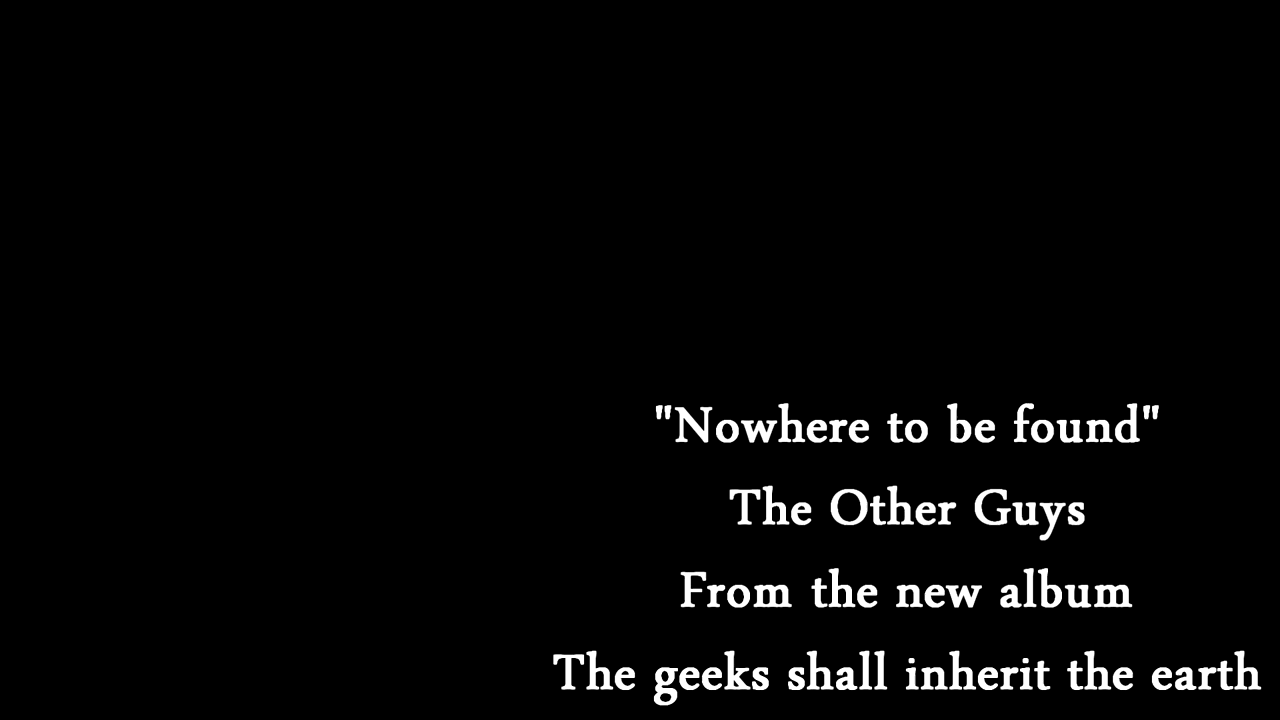 "Nowhere to be found"
The Other Guys
From the new album
The geeks shall inherit the earth